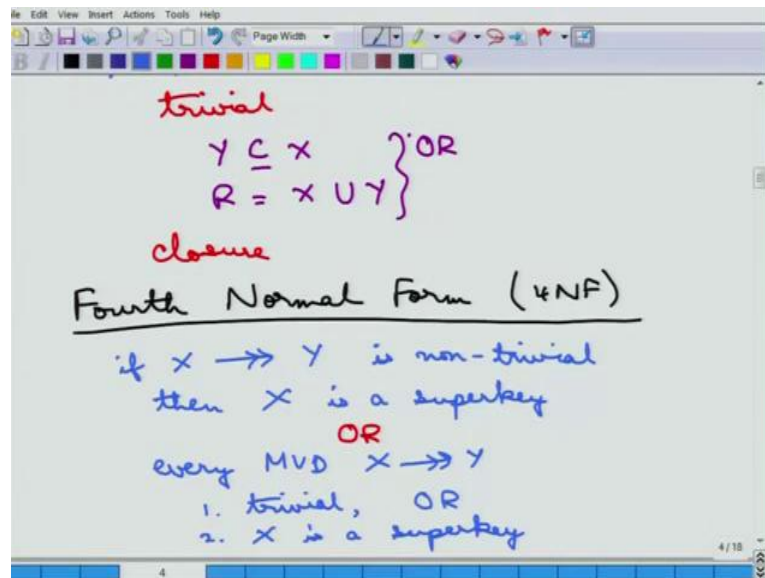 le Edit View Insert Actions Tools Help
Page Width
B I
trivial
Y ⊆ X } OR
R = X ∪ Y
closure
Fourth Normal Form (4NF)
if X →→ Y is non-trivial
then X is a superkey
OR
every MVD X →→ Y
1. trivial, OR
2. X is a superkey
4/18
4